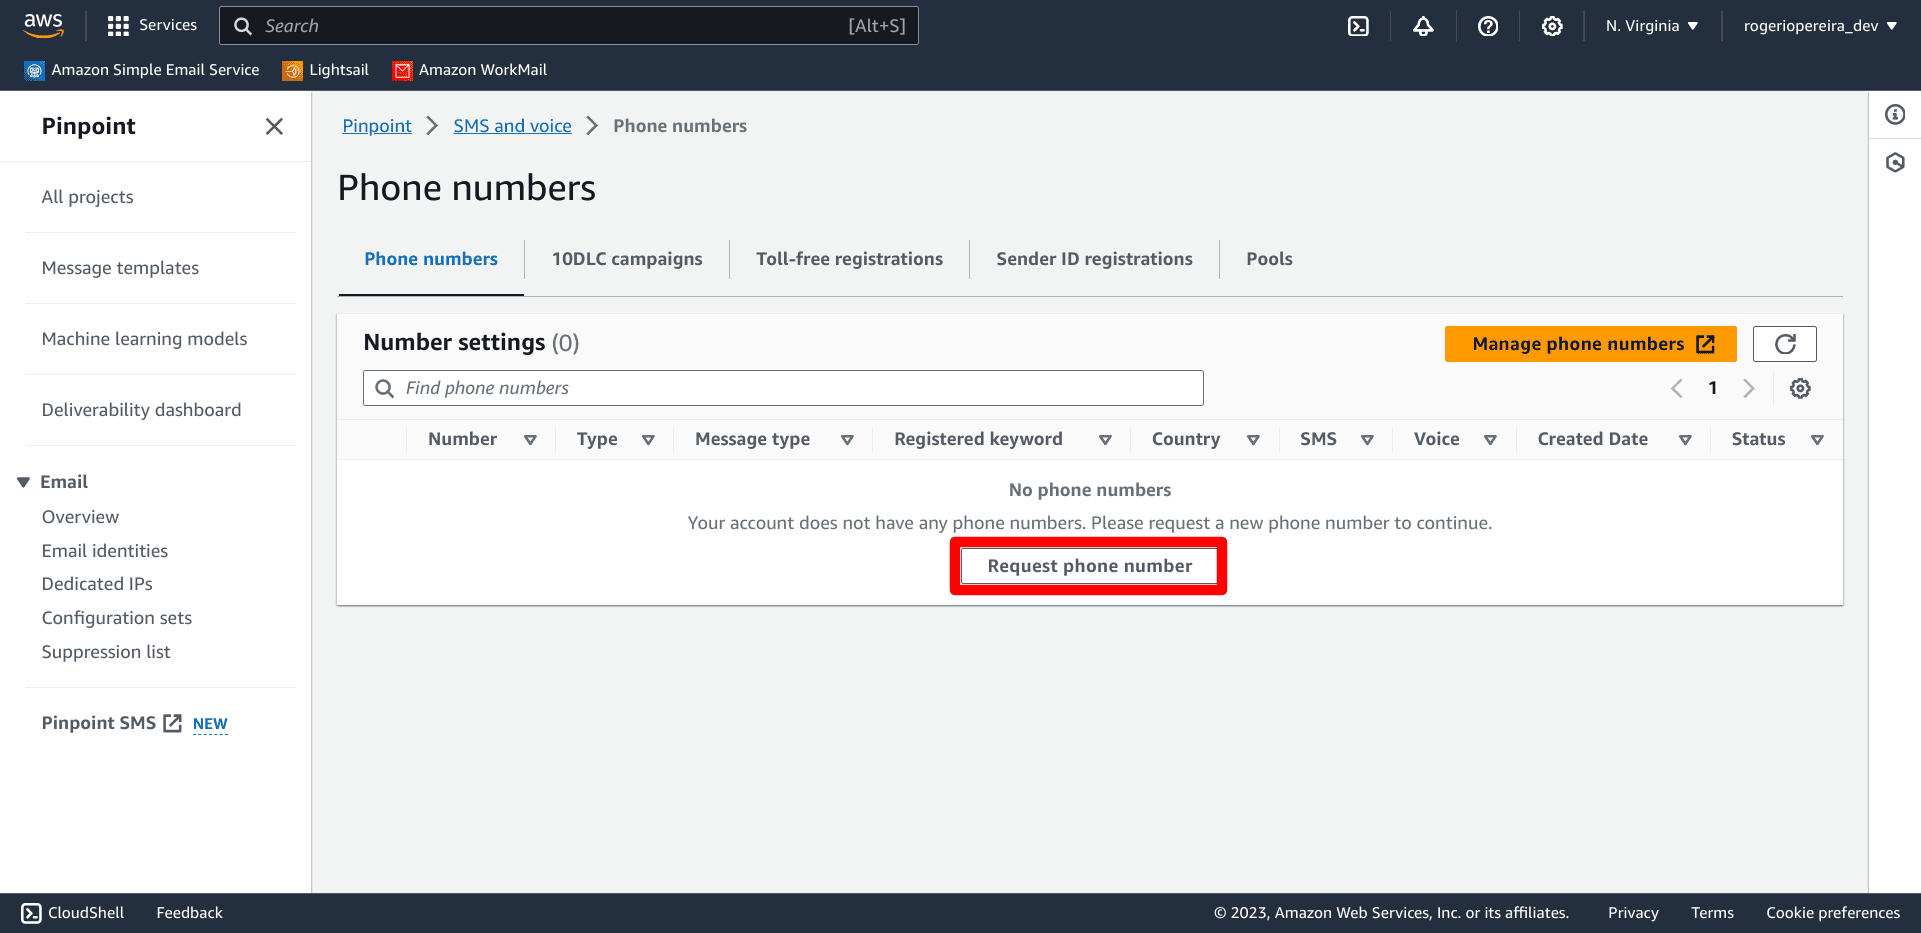 aws Services Search [Alt+S] N. Virginia rogeriopereira_dev
Amazon Simple Email Service Lightsail Amazon WorkMail
Pinpoint
All projects
Message templates
Machine learning models
Deliverability dashboard
Email
Overview
Email identities
Dedicated IPs
Configuration sets
Suppression list
Pinpoint SMS NEW
Pinpoint SMS and voice Phone numbers
Phone numbers
Phone numbers 10DLC campaigns Toll-free registrations Sender ID registrations Pools
Number settings (0) Manage phone numbers
Find phone numbers 1
Number Type Message type Registered keyword Country SMS Voice Created Date Status
No phone numbers
Your account does not have any phone numbers. Please request a new phone number to continue.
Request phone number
CloudShell Feedback © 2023, Amazon Web Services, Inc. or its affiliates. Privacy Terms Cookie preferences